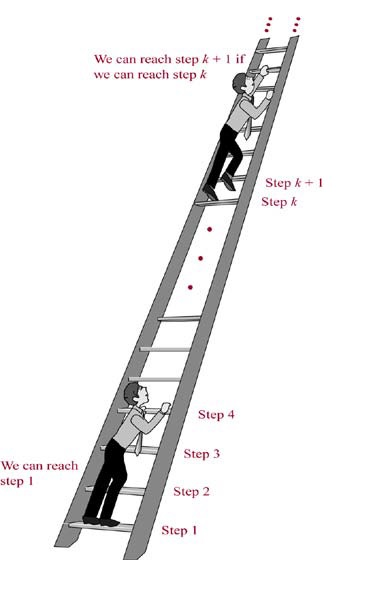 We can reach step k + 1 if
we can reach step k
Step k + 1
Step k
Step 4
We can reach
step 1
Step 3
Step 2
Step 1